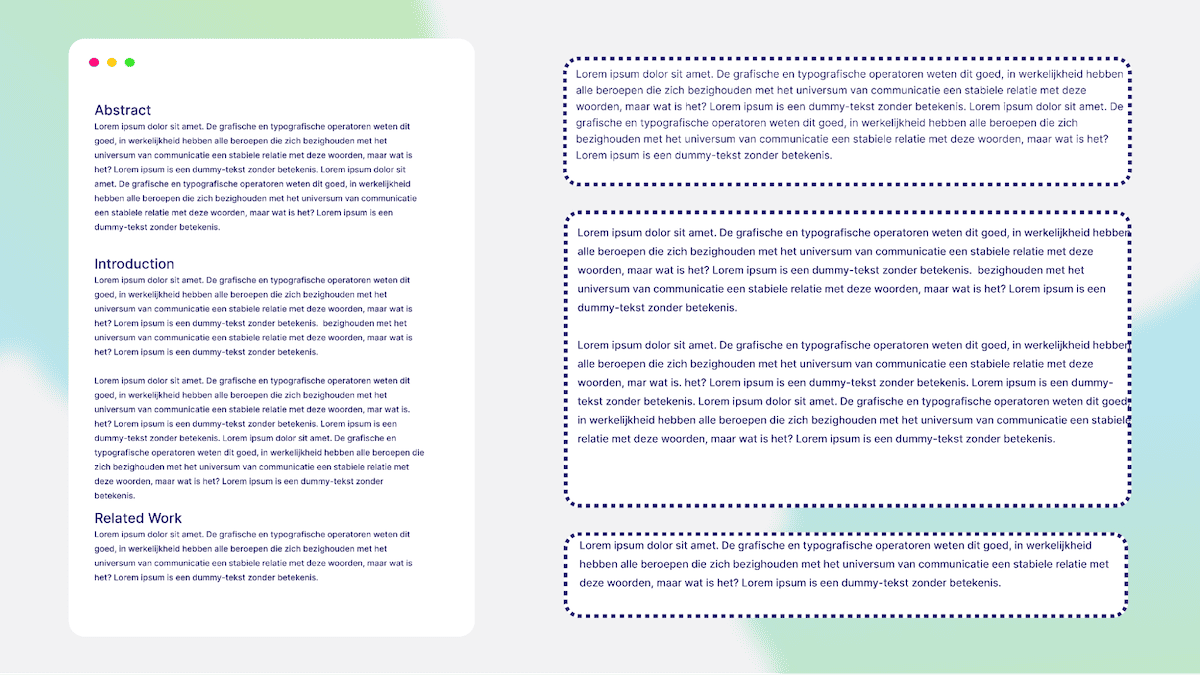 Abstract
Lorem ipsum dolor sit amet. De grafische en typografische operatoren weten dit
goed, in werkelijkheid hebben alle beroepen die zich bezighouden met het
universum van communicatie een stabiele relatie met deze woorden, maar wat is
het? Lorem ipsum is een dummy-tekst zonder betekenis. Lorem ipsum dolor sit
amet. De grafische en typografische operatoren weten dit goed, in werkelijkheid
hebben alle beroepen die zich bezighouden met het universum van communicatie
een stabiele relatie met deze woorden, maar wat is het? Lorem ipsum is een
dummy-tekst zonder betekenis.
Introduction
Lorem ipsum dolor sit amet. De grafische en typografische operatoren weten dit
goed, in werkelijkheid hebben alle beroepen die zich bezighouden met het
universum van communicatie een stabiele relatie met deze woorden, maar wat is
het? Lorem ipsum is een dummy-tekst zonder betekenis.  bezighouden met het
universum van communicatie een stabiele relatie met deze woorden, maar wat is
het? Lorem ipsum is een dummy-tekst zonder betekenis.
Lorem ipsum dolor sit amet. De grafische en typografische operatoren weten dit
goed, in werkelijkheid hebben alle beroepen die zich bezighouden met het
universum van communicatie een stabiele relatie met deze woorden, mar wat is.
het? Lorem ipsum is een dummy-tekst zonder betekenis. Lorem ipsum is een
dummy-tekst zonder betekenis. Lorem ipsum dolor sit amet. De grafische en
typografische operatoren weten dit goed, in werkelijkheid hebben alle beroepen die
zich bezighouden met het universum van communicatie een stabiele relatie met
deze woorden, maar wat is het? Lorem ipsum is een dummy-tekst zonder
betekenis.
Related Work
Lorem ipsum dolor sit amet. De grafische en typografische operatoren weten dit
goed, in werkelijkheid hebben alle beroepen die zich bezighouden met het
universum van communicatie een stabiele relatie met deze woorden, maar wat is
het? Lorem ipsum is een dummy-tekst zonder betekenis.
Lorem ipsum dolor sit amet. De grafische en typografische operatoren weten dit goed, in werkelijkheid hebben
alle beroepen die zich bezighouden met het universum van communicatie een stabiele relatie met deze
woorden, maar wat is het? Lorem ipsum is een dummy-tekst zonder betekenis. Lorem ipsum dolor sit amet. De
grafische en typografische operatoren weten dit goed, in werkelijkheid hebben alle beroepen die zich
bezighouden met het universum van communicatie een stabiele relatie met deze woorden, maar wat is het?
Lorem ipsum is een dummy-tekst zonder betekenis.
Lorem ipsum dolor sit amet. De grafische en typografische operatoren weten dit goed, in werkelijkheid hebben
alle beroepen die zich bezighouden met het universum van communicatie een stabiele relatie met deze
woorden, maar wat is het? Lorem ipsum is een dummy-tekst zonder betekenis.  bezighouden met het
universum van communicatie een stabiele relatie met deze woorden, maar wat is het? Lorem ipsum is een
dummy-tekst zonder betekenis.
Lorem ipsum dolor sit amet. De grafische en typografische operatoren weten dit goed, in werkelijkheid hebben
alle beroepen die zich bezighouden met het universum van communicatie een stabiele relatie met deze
woorden, mar wat is. het? Lorem ipsum is een dummy-tekst zonder betekenis. Lorem ipsum is een dummy-
tekst zonder betekenis. Lorem ipsum dolor sit amet. De grafische en typografische operatoren weten dit goed,
in werkelijkheid hebben alle beroepen die zich bezighouden met het universum van communicatie een stabiele
relatie met deze woorden, maar wat is het? Lorem ipsum is een dummy-tekst zonder betekenis.
Lorem ipsum dolor sit amet. De grafische en typografische operatoren weten dit goed, in werkelijkheid
hebben alle beroepen die zich bezighouden met het universum van communicatie een stabiele relatie met
deze woorden, maar wat is het? Lorem ipsum is een dummy-tekst zonder betekenis.